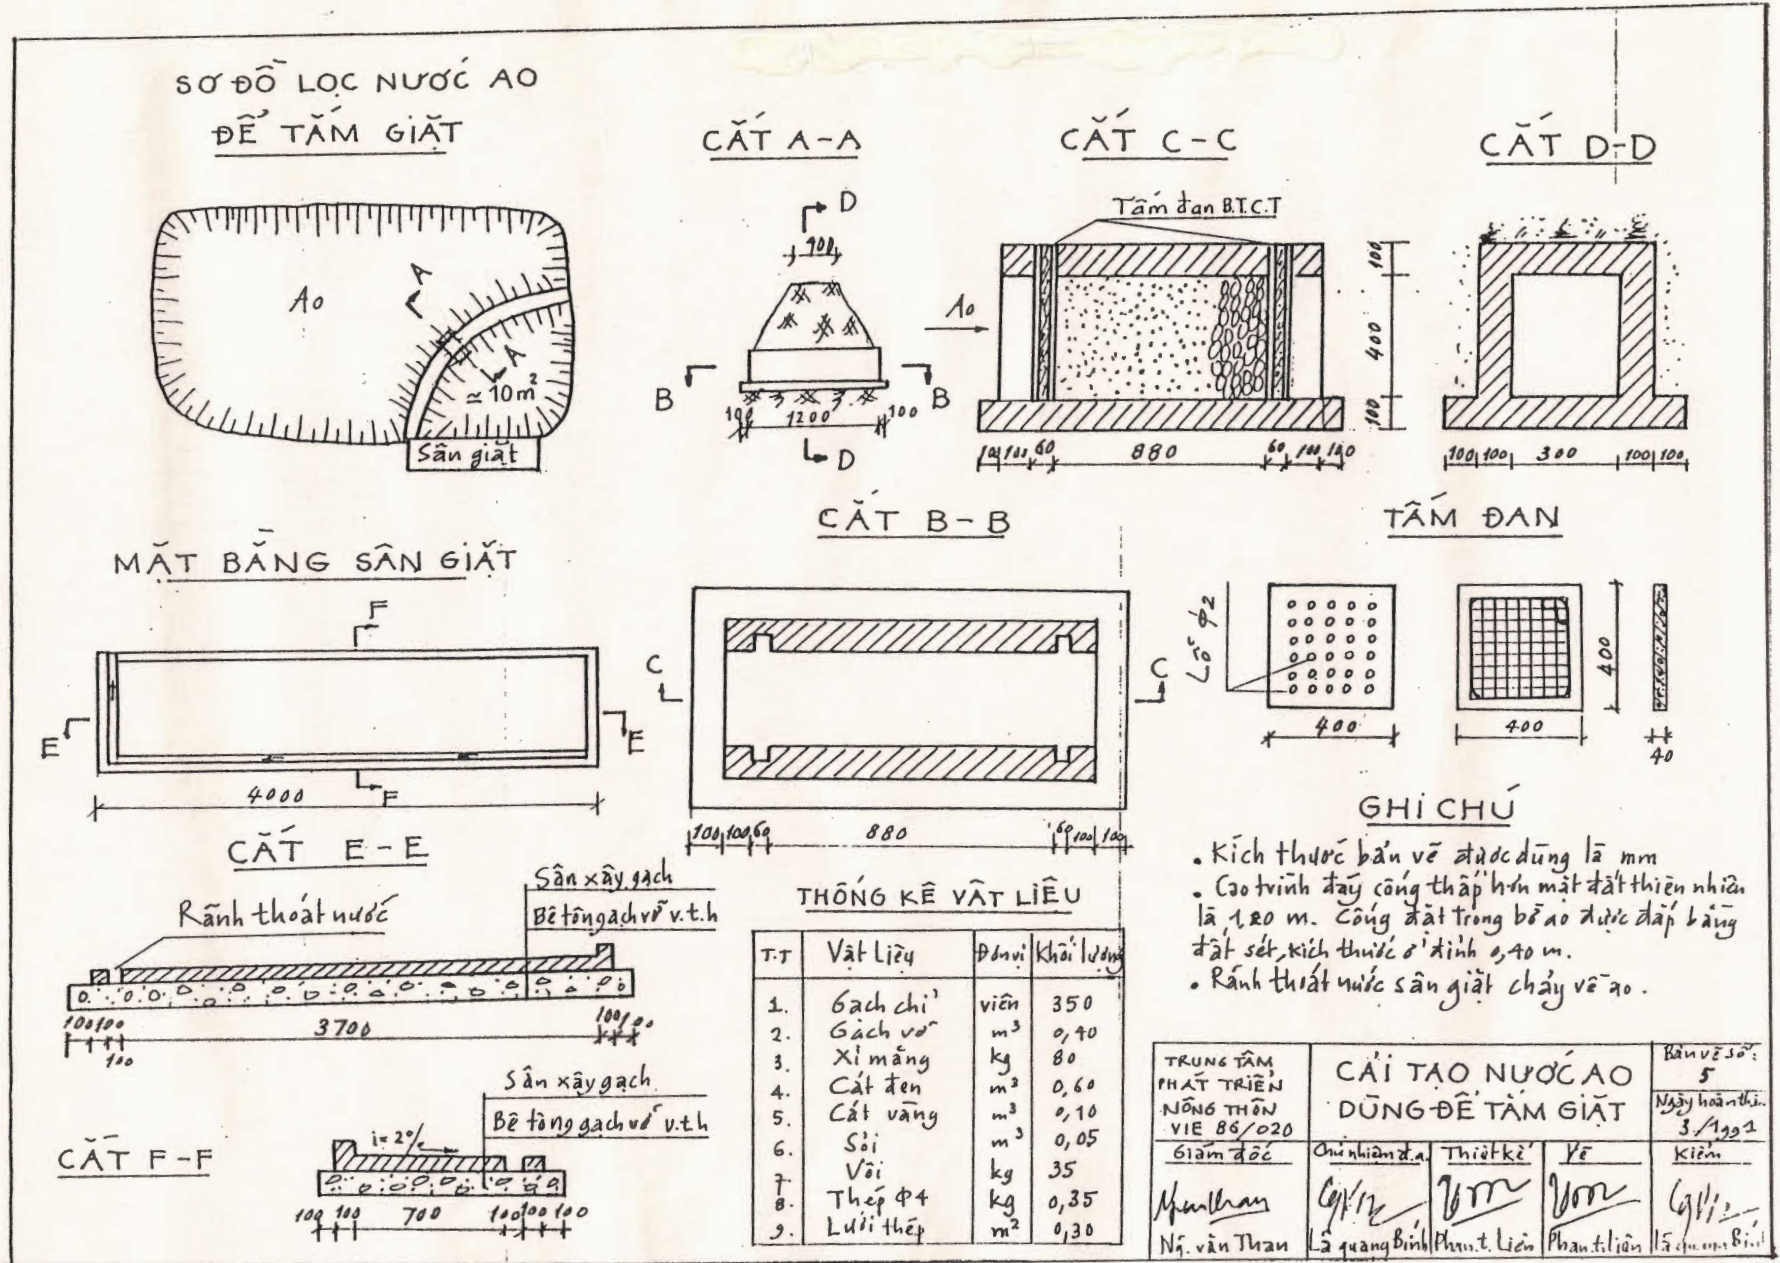 SƠ ĐỒ LỌC NƯỚC AO
ĐỂ TẮM GIẶT
Ao
A
A
≃ 10m²
Sân giặt
CẮT A-A
D
400
B
B
100
1200
100
D
CẮT C-C
Tấm đan B.T.C.T
Ao
100
400
100
100
100
60
880
60
100
100
CẮT D-D
100
100
300
100
100
MẶT BẰNG SÂN GIẶT
F
E
E
4000
F
CẮT B-B
C
C
100
100
60
880
60
100
100
TẤM ĐAN
Lỗ ϕ2
400
400
400
40
CẮT E-E
Sân xây gạch
Bê tông gạch vỡ v.t.h
Rãnh thoát nước
100
100
100
3700
100
100
CẮT F-F
Sân xây gạch
Bê tông gạch vỡ v.t.h
i=2%
100
100
700
100
100
100
THỐNG KÊ VẬT LIỆU
T.T Vật liệu Đơn vị Khối lượng
1. Gạch chỉ viên 350
2. Gạch vỡ m³ 0,40
3. Xi măng kg 80
4. Cát đen m³ 0,60
5. Cát vàng m³ 0,10
6. Sỏi m³ 0,05
7. Vôi kg 35
8. Thép Φ4 kg 0,35
9. Lưới thép m² 0,30
GHI CHÚ
• Kích thước bản vẽ được dùng là mm
• Cao trình đáy cống thấp hơn mặt đất thiên nhiên
là 1,20 m. Cống đặt trong bờ ao được đắp bằng
đất sét, kích thước ở đỉnh 0,40 m.
• Rãnh thoát nước sân giặt chảy về ao.
TRUNG TÂM
PHÁT TRIỂN
NÔNG THÔN
VIE 86/020
CẢI TẠO NƯỚC AO
DÙNG ĐỂ TẮM GIẶT
Bản vẽ số:
5
Ngày hoàn th.
3/1991
Giám đốc
Chủ nhiệm đ.a.
Thiết kế
Vẽ
Kiểm
Ng. văn Than
Lã quang Bính
Phan.t. Liên
Phan.t.liên